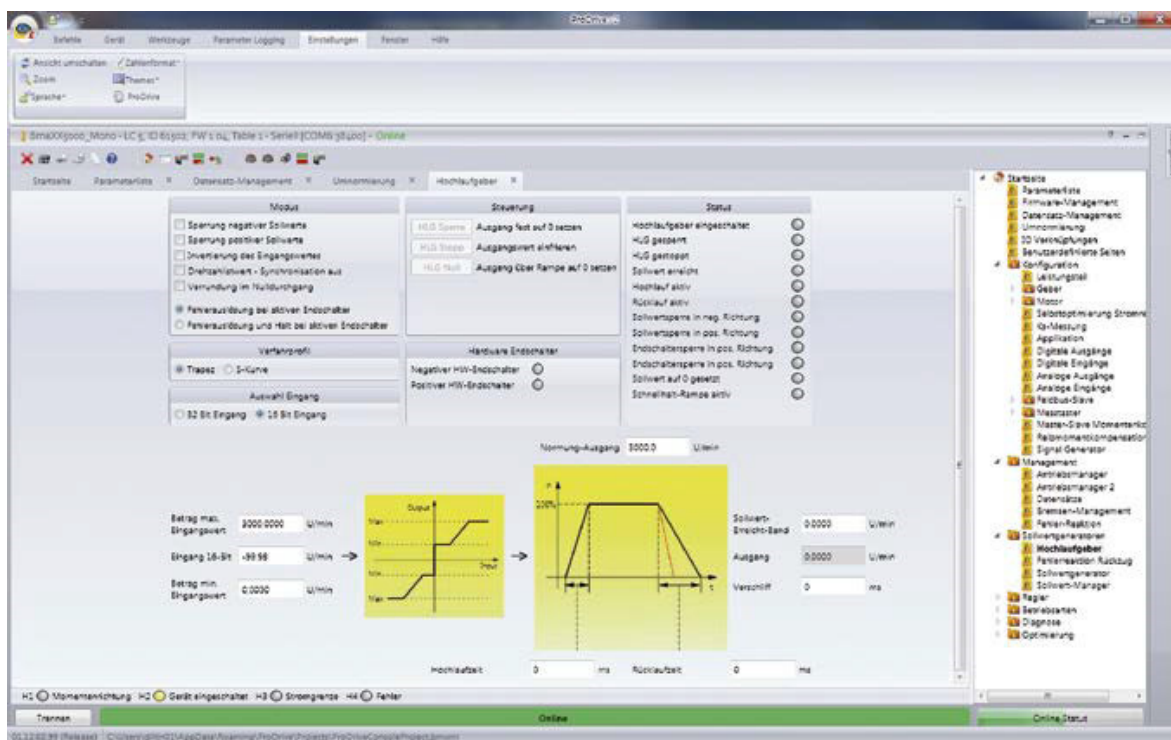 ProDrive
Befehle Gerät Werkzeuge Parameter Logging Einstellungen Fenster Hilfe
Ansicht umschalten Zahlenformat
Zoom Themes
Sprache ProDrive
Online
Startseite Parameterliste Datensatz-Management Umnormierung Hochlaufgeber
Modus
Sperrung negativer Sollwerte
Sperrung positiver Sollwerte
Invertierung des Eingangswertes
Drehzahlistwert - Synchronisation aus
Verrundung im Nulldurchgang
Fehlerauslösung bei aktiven Endschalter
Fehlerauslösung und Halt bei aktiven Endschalter
Verfahrprofil
Trapez S-Kurve
Auswahl Eingang
32 Bit Eingang 16 Bit Eingang
Steuerung
HLG Sperre Ausgang fest auf 0 setzen
HLG Stopp Ausgangswert einfrieren
HLG Null Ausgang über Rampe auf 0 setzen
Hardware Endschalter
Negativer HW-Endschalter
Positiver HW-Endschalter
Status
Hochlaufgeber eingeschaltet
HLG gesperrt
HLG gestoppt
Sollwert erreicht
Hochlauf aktiv
Rücklauf aktiv
Sollwertsperre in neg. Richtung
Sollwertsperre in pos. Richtung
Endschaltersperre in pos. Richtung
Endschaltersperre in pos. Richtung
Sollwert auf 0 gesetzt
Schnellhalt-Rampe aktiv
Normung-Ausgang 3000.0 U/min
Betrag max.
Eingangswert 3000.0000 U/min
Eingang 16-Bit -99.98 U/min
Betrag min.
Eingangswert 0.0000 U/min
Output
Max
Min
Input
Min
Max
n
100%
t
Sollwert-
Erreicht-Band 0.0000 U/min
Ausgang 0.0000 U/min
Verschliff 0 ms
Hochlaufzeit 0 ms Rücklaufzeit 0 ms
Startseite
Parameterliste
Firmware-Management
Datensatz-Management
Umnormierung
Benutzerdefinierte Seiten
Konfiguration
Leistungsteil
Geber
Motor
Selbstoptimierung Stromre
Applikation
Digitale Ausgänge
Digitale Eingänge
Analoge Ausgänge
Analoge Eingänge
Feldbus-Slave
Messtaster
Master-Slave
Signal Generator
Management
Antriebsmanager
Antriebsmanager 2
Datensätze
Bremsen-Management
Fehler-Reaktion
Sollwertgeneratoren
Hochlaufgeber
Fehlerreaktion Rückzug
Sollwertgenerator
Sollwert-Manager
Regler
Betriebsarten
Diagnose
Optimierung
H1 Momentenrichtung H2 Gerät eingeschaltet H3 Stromgrenze H4 Fehler
Trennen Online Online Status